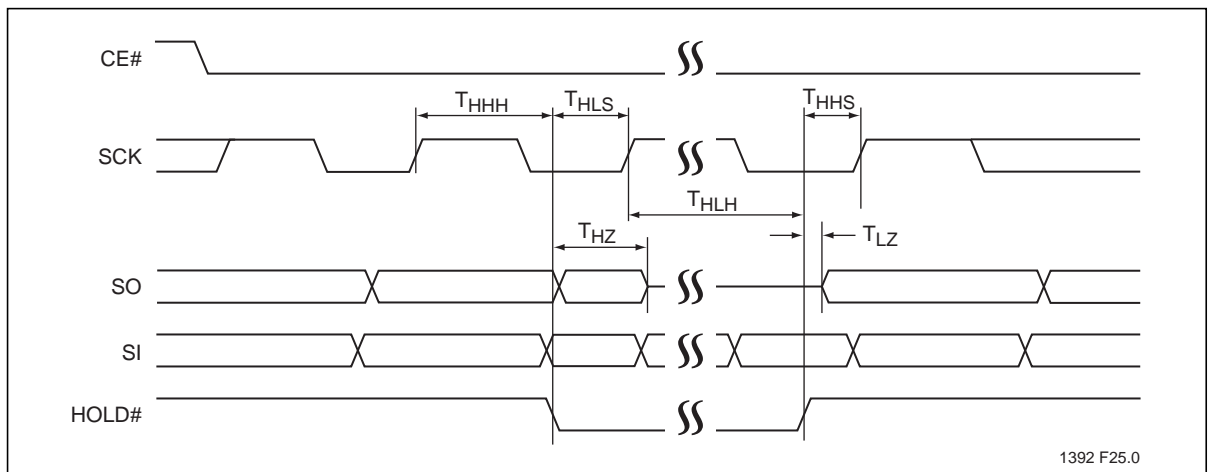 CE#
THHH
THLS
THHS
SCK
THLH
THZ
TLZ
SO
SI
HOLD#
1392 F25.0